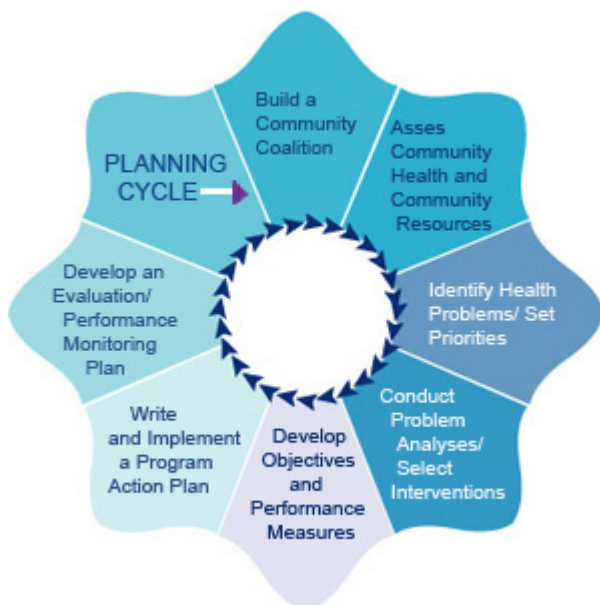 PLANNING
CYCLE
Build a
Community
Coalition
Asses
Community
Health and
Community
Resources
Identify Health
Problems/ Set
Priorities
Conduct
Problem
Analyses/
Select
Interventions
Develop
Objectives
and
Performance
Measures
Write
and Implement
a Program
Action Plan
Develop an
Evaluation/
Performance
Monitoring
Plan